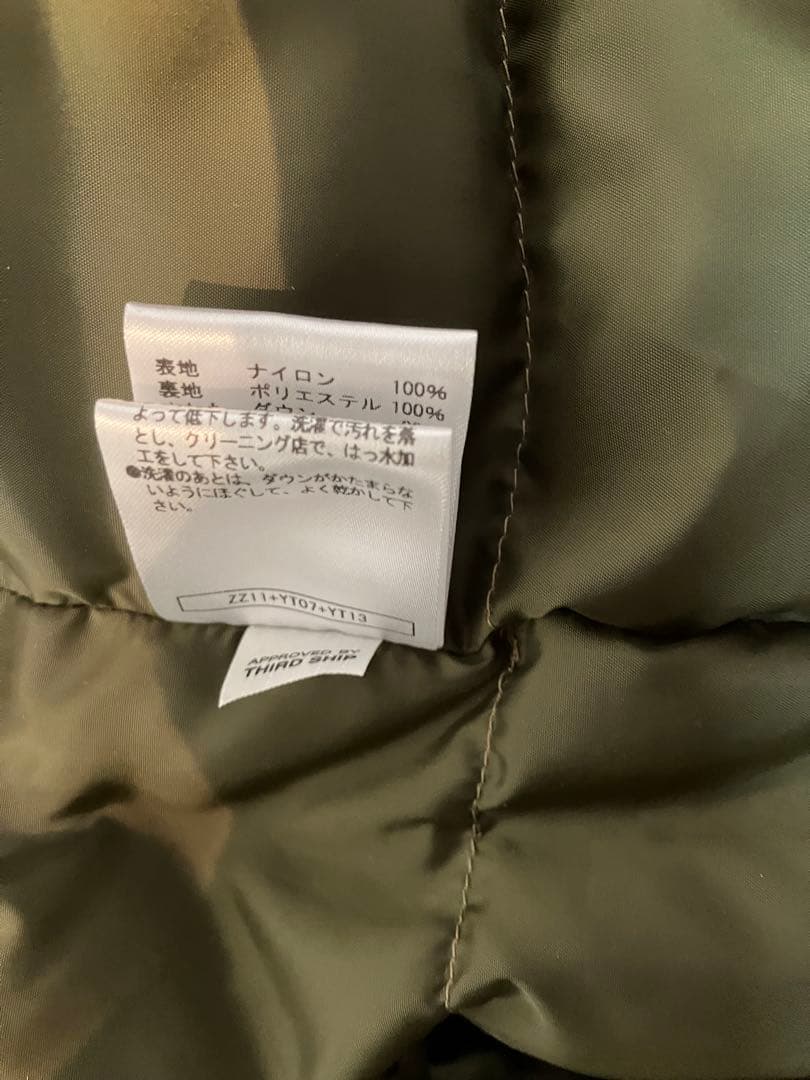 表地 ナイロン 100%
裏地 ポリエステル 100%
ダウン
よって低下します。洗濯で汚れを落
とし、クリーニング店で、はっ水加
工をして下さい。
●洗濯のあとは、ダウンがかたまらな
いようにほぐして、よく乾かして下
さい。
ZZ11+YT07+YT13
APPROVED BY
THIRD SHIP